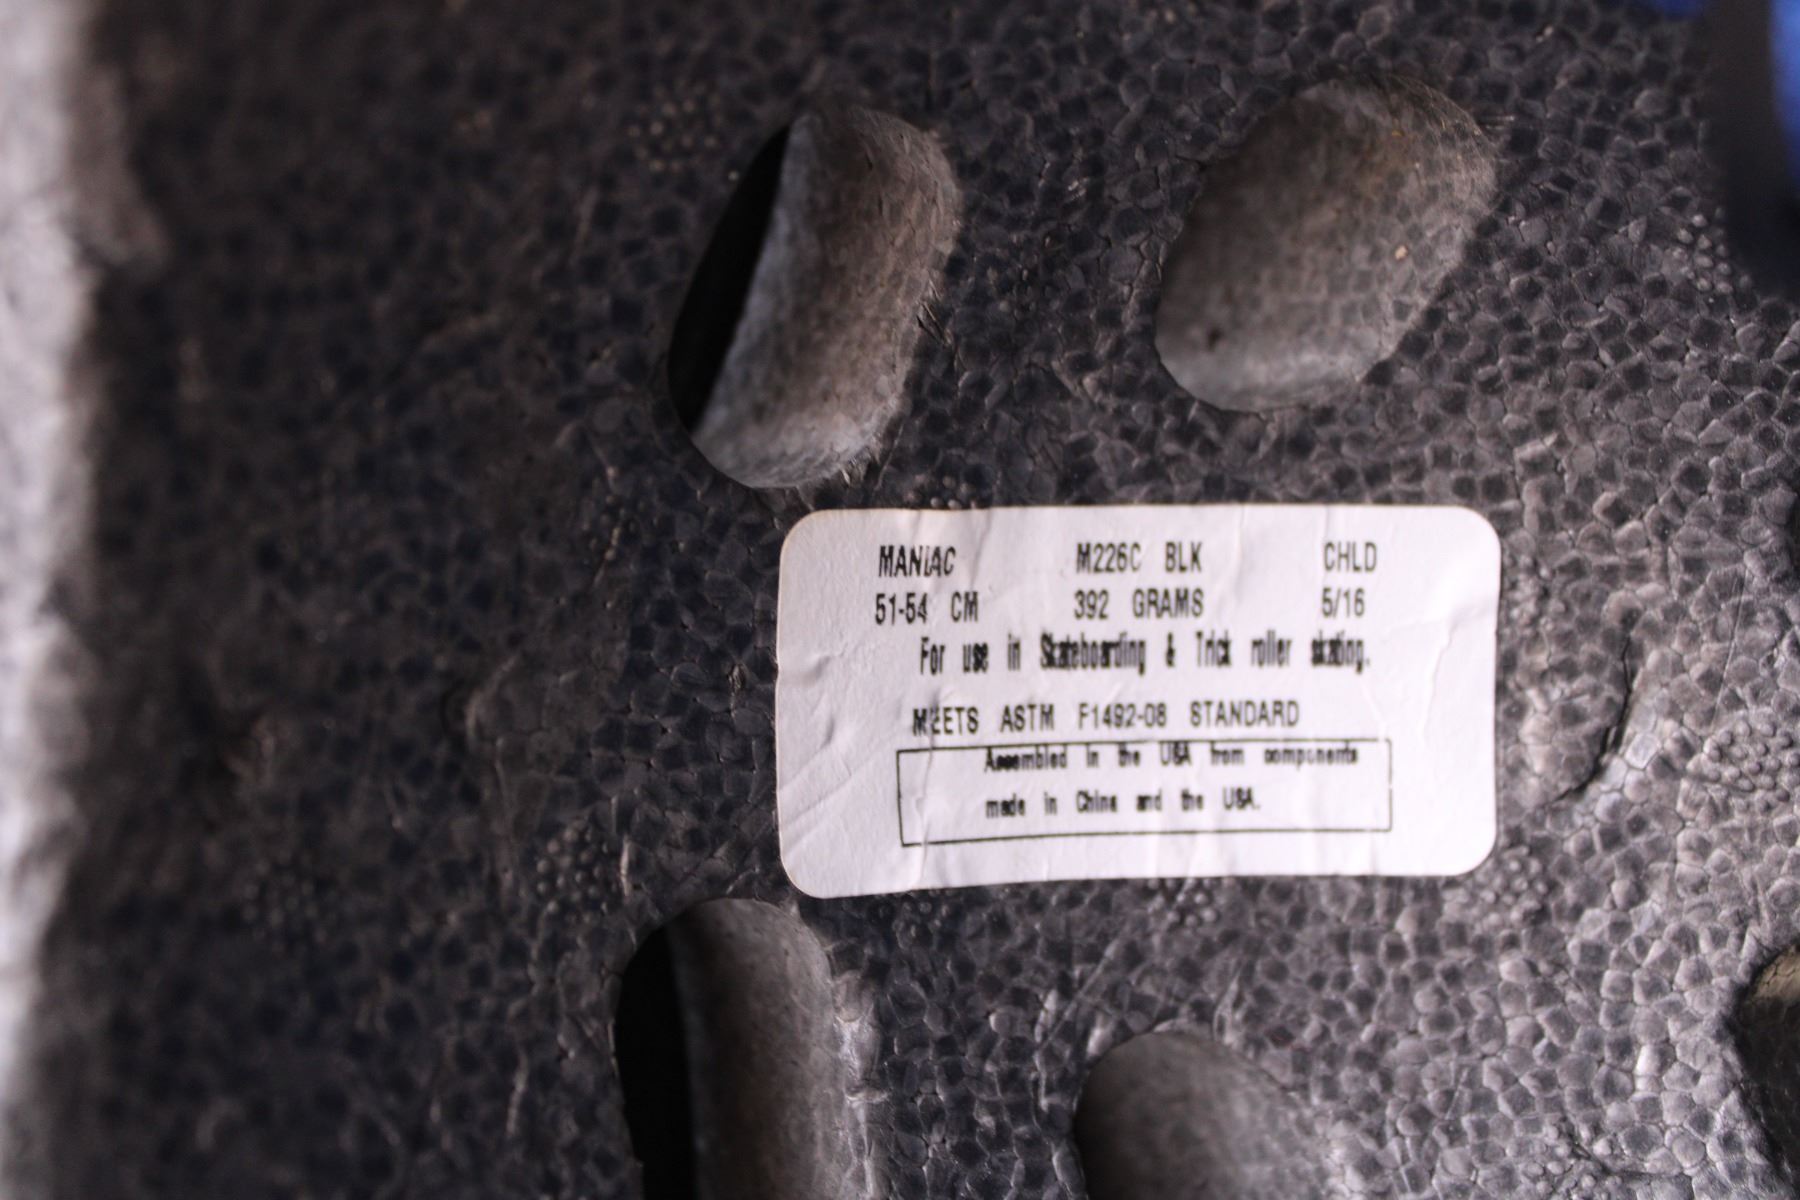 MANIAC M226C BLK CHLD
51-54 CM 392 GRAMS 5/16
For use in Skateboarding & Trick roller skating.
MEETS ASTM F1492-08 STANDARD
Assembled in the USA from components
made in China and the USA.